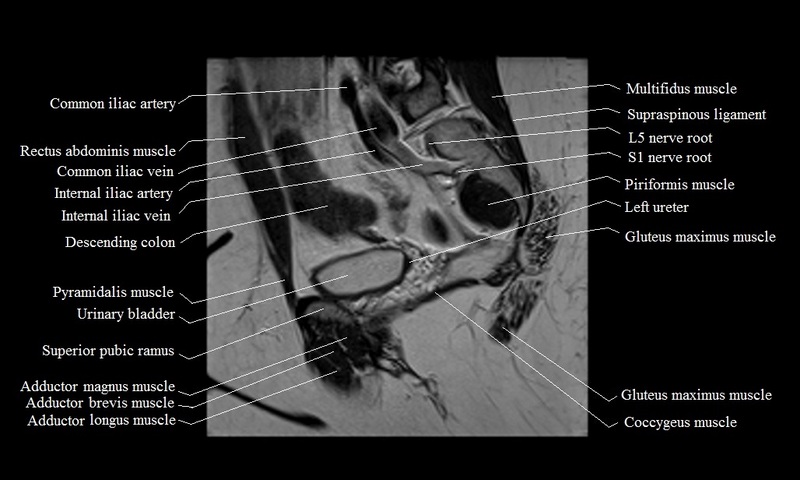 Common iliac artery
Rectus abdominis muscle
Common iliac vein
Internal iliac artery
Internal iliac vein
Descending colon
Pyramidalis muscle
Urinary bladder
Superior pubic ramus
Adductor magnus muscle
Adductor brevis muscle
Adductor longus muscle
Multifidus muscle
Supraspinous ligament
L5 nerve root
S1 nerve root
Piriformis muscle
Left ureter
Gluteus maximus muscle
Gluteus maximus muscle
Coccygeus muscle